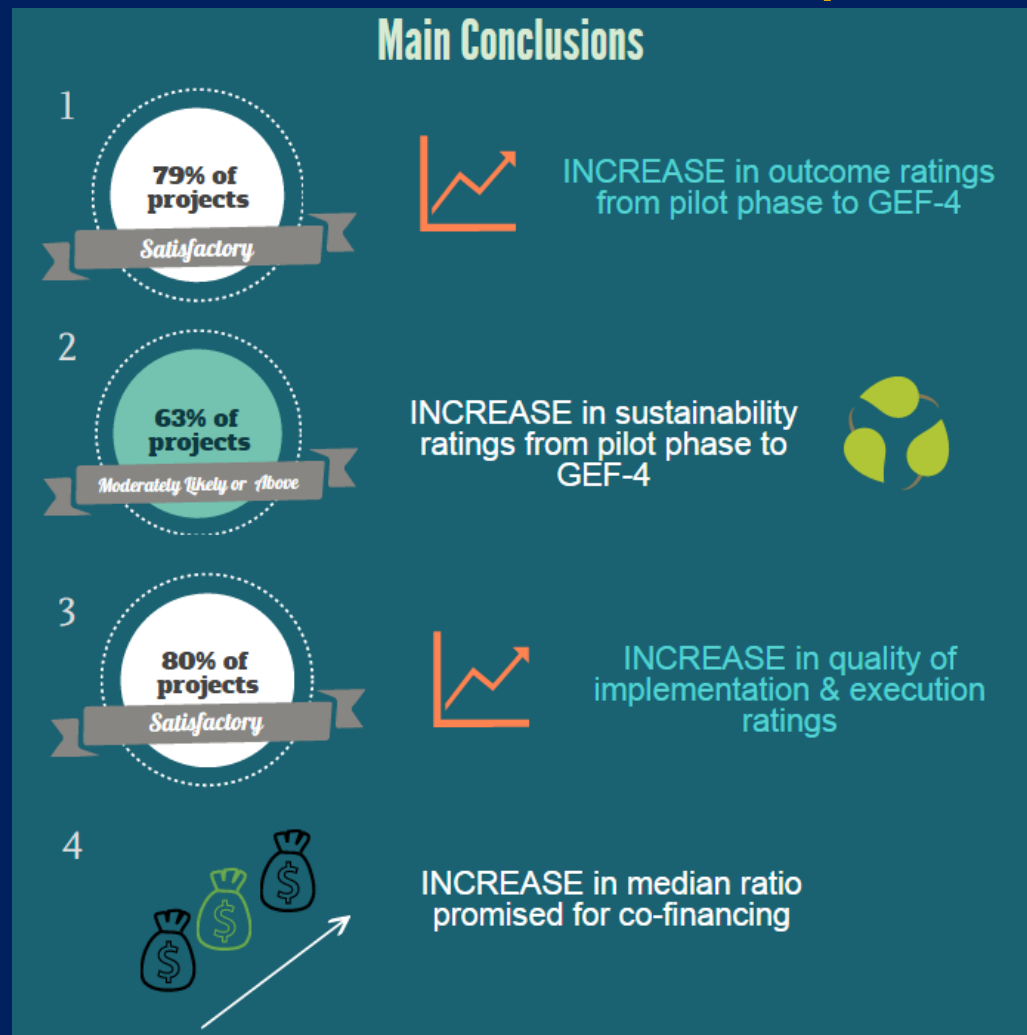 Main Conclusions
1
79% of
projects
Satisfactory
INCREASE in outcome ratings
from pilot phase to GEF-4
2
63% of
projects
Moderately Likely or Above
INCREASE in sustainability
ratings from pilot phase to
GEF-4
3
80% of
projects
Satisfactory
INCREASE in quality of
implementation & execution
ratings
4
$
$
$
INCREASE in median ratio
promised for co-financing